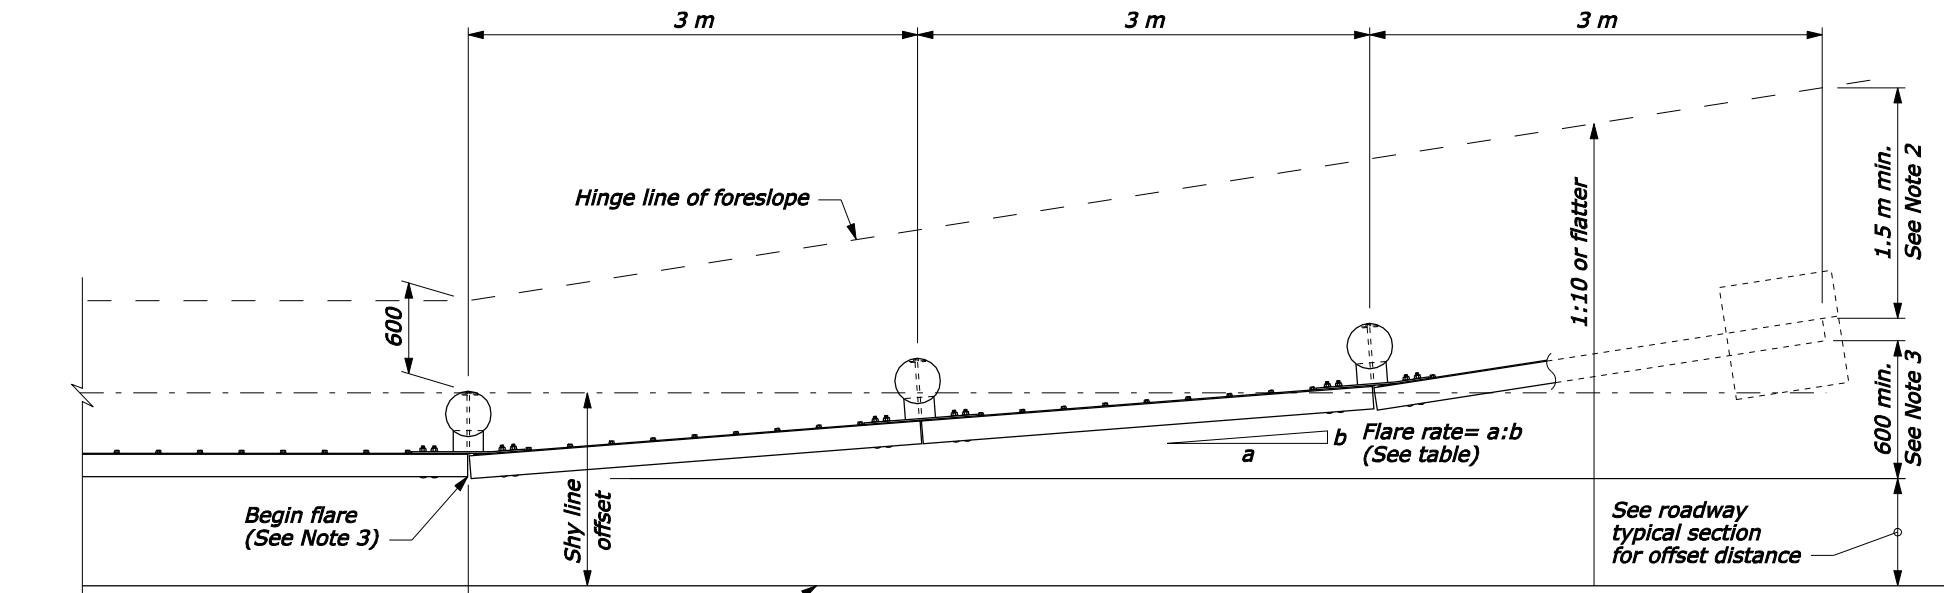 3 m
3 m
3 m
Hinge line of foreslope
600
1:10 or flatter
1.5 m min.
See Note 2
600 min.
See Note 3
b
a
Flare rate= a:b
(See table)
Begin flare
(See Note 3)
Shy line
offset
See roadway
typical section
for offset distance